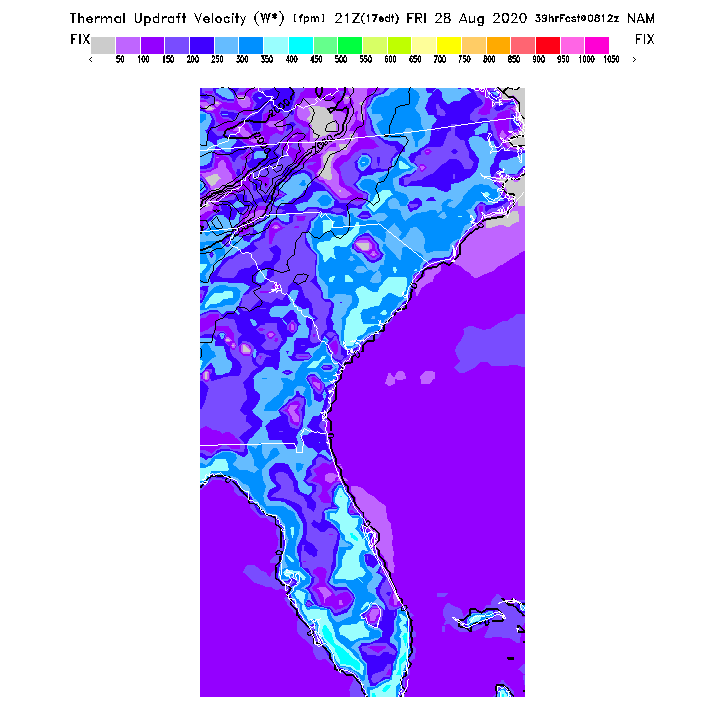 Thermal Updraft Velocity (W*) [fpm] 21Z(17edt) FRI 28 Aug 2020 39hrFcst@0812z NAM
FIX FIX
< 50 100 150 200 250 300 350 400 450 500 550 600 650 700 750 800 850 900 950 1000 1050 >